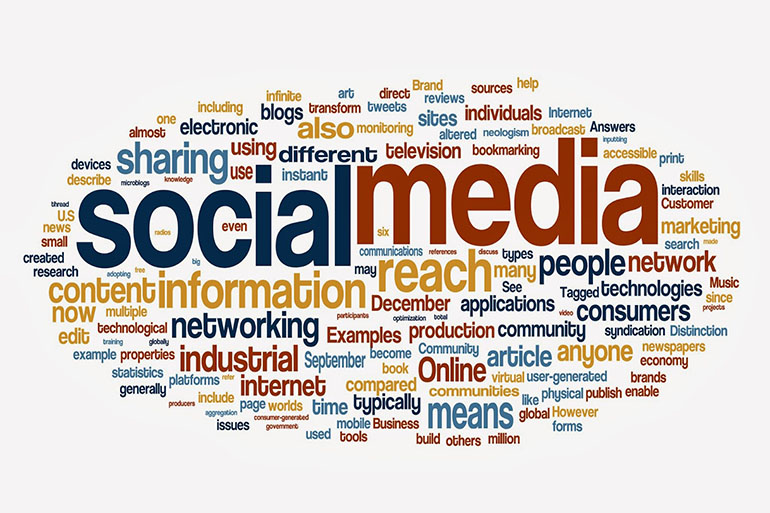 help
Brand
sources
art
direct
infinite
reviews
including
blogs
transform
tweets
individuals
Internet
one
sites
almost
electronic
also
monitoring
altered
neologism
broadcast
Answers
inputting
using
different
television
bookmarking
accessible
print
devices
sharing
use
instant
skills
describe
microblogs
knowledge
interaction
thread
social
media
Customer
U.S
news
radios
even
six
marketing
small
communications
references
discuss
types
search
made
created
big
may
reach
many
people
network
research
adopting
free
See
Tagged
technologies
Music
content
information
December
applications
since
now
multiple
participants
optimization
total
video
consumers
projects
edit
technological
networking
Examples
production
community
syndication
Distinction
training
globally
example
properties
industrial
September
become
Community
article
anyone
newspapers
economy
statistics
platforms
refer
internet
book
Online
virtual
user-generated
brands
generally
compared
communities
like
physical
publish
enable
producers
include
page
worlds
time
typically
means
global
However
aggregation
consumer-generated
issues
government
mobile
Business
forms
used
tools
build
others
million